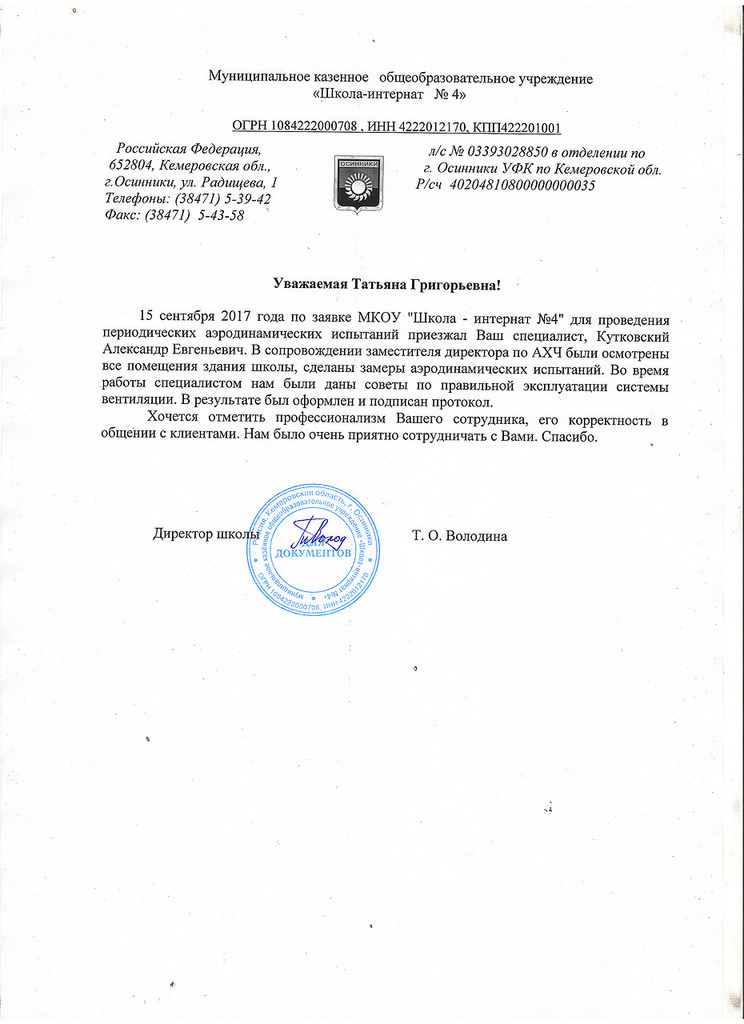 Муниципальное казенное общеобразовательное учреждение
«Школа-интернат № 4»
ОГРН 1084222000708 , ИНН 4222012170, КПП422201001
Российская Федерация,
652804, Кемеровская обл.,
г.Осинники, ул. Радищева, 1
Телефоны: (38471) 5-39-42
Факс: (38471) 5-43-58
ОСИННИКИ
л/с № 03393028850 в отделении по
г. Осинники УФК по Кемеровской обл.
Р/сч 40204810800000000035
Уважаемая Татьяна Григорьевна!
15 сентября 2017 года по заявке МКОУ "Школа - интернат №4" для проведения
периодических аэродинамических испытаний приезжал Ваш специалист, Кутковский
Александр Евгеньевич. В сопровождении заместителя директора по АХЧ были осмотрены
все помещения здания школы, сделаны замеры аэродинамических испытаний. Во время
работы специалистом нам были даны советы по правильной эксплуатации системы
вентиляции. В результате был оформлен и подписан протокол.
Хочется отметить профессионализм Вашего сотрудника, его корректность в
общении с клиентами. Нам было очень приятно сотрудничать с Вами. Спасибо.
Директор школы
Т. О. Володина
Россия, Кемеровская область, г. Осинники
ОГРН 1084222000708, ИНН 4222012170
муниципальное казённое общеобразовательное учреждение «Школа-интернат №4»
ДЛЯ
ДОКУМЕНТОВ